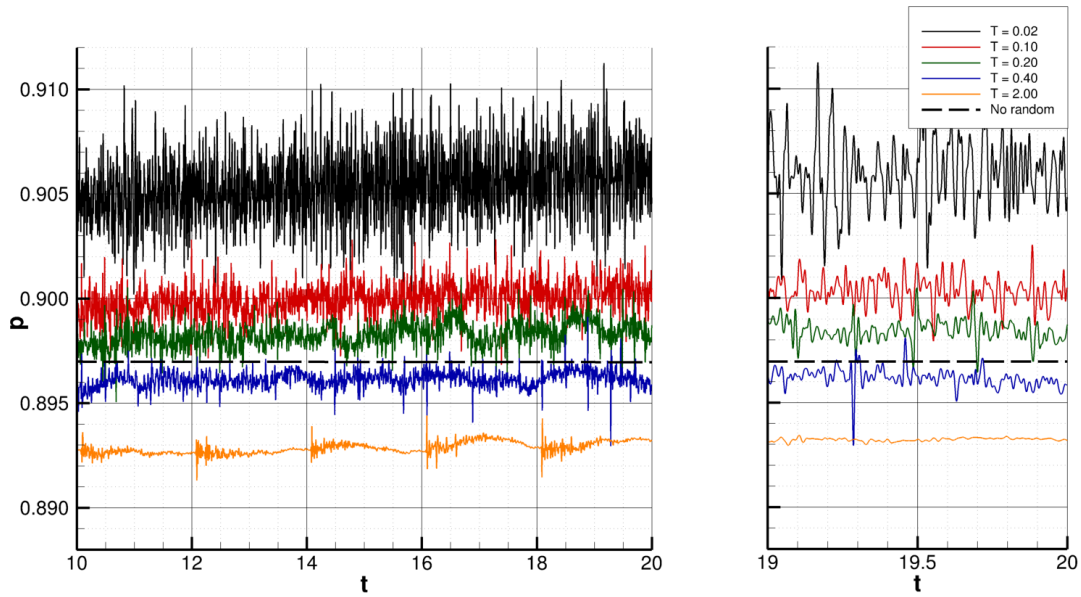 T = 0.02
T = 0.10
T = 0.20
T = 0.40
T = 2.00
No random
0.910
0.905
0.900
0.895
0.890
p
10 12 14 16 18 20
t
19 19.5 20
t